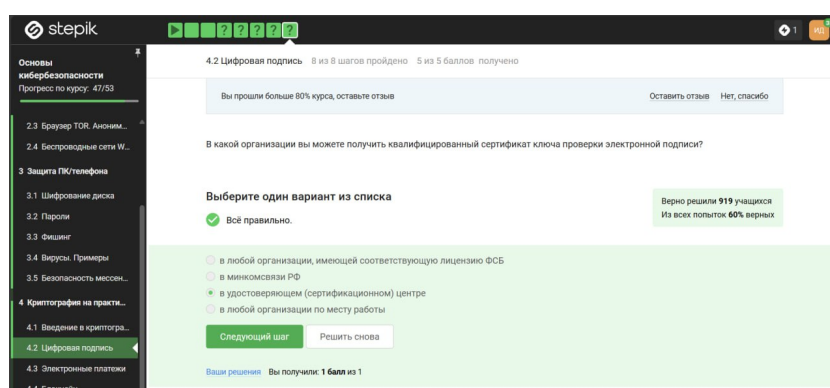 stepik
? ? ? ? ?
1
ИД
Основы
кибербезопасности
Прогресс по курсу: 47/53
4.2 Цифровая подпись 8 из 8 шагов пройдено 5 из 5 баллов получено
Вы прошли больше 80% курса, оставьте отзыв
Оставить отзыв Нет, спасибо
2.3 Браузер TOR. Аноним...
2.4 Беспроводные сети W...
3 Защита ПК/телефона
3.1 Шифрование диска
3.2 Пароли
3.3 Фишинг
3.4 Вирусы. Примеры
3.5 Безопасность мессен...
4 Криптография на практи...
4.1 Введение в криптогра...
4.2 Цифровая подпись
4.3 Электронные платежи
В какой организации вы можете получить квалифицированный сертификат ключа проверки электронной подписи?
Выберите один вариант из списка
Всё правильно.
Верно решили 919 учащихся
Из всех попыток 60% верных
в любой организации, имеющей соответствующую лицензию ФСБ
в минкомсвязи РФ
в удостоверяющем (сертификационном) центре
в любой организации по месту работы
Следующий шаг Решить снова
Ваши решения Вы получили: 1 балл из 1